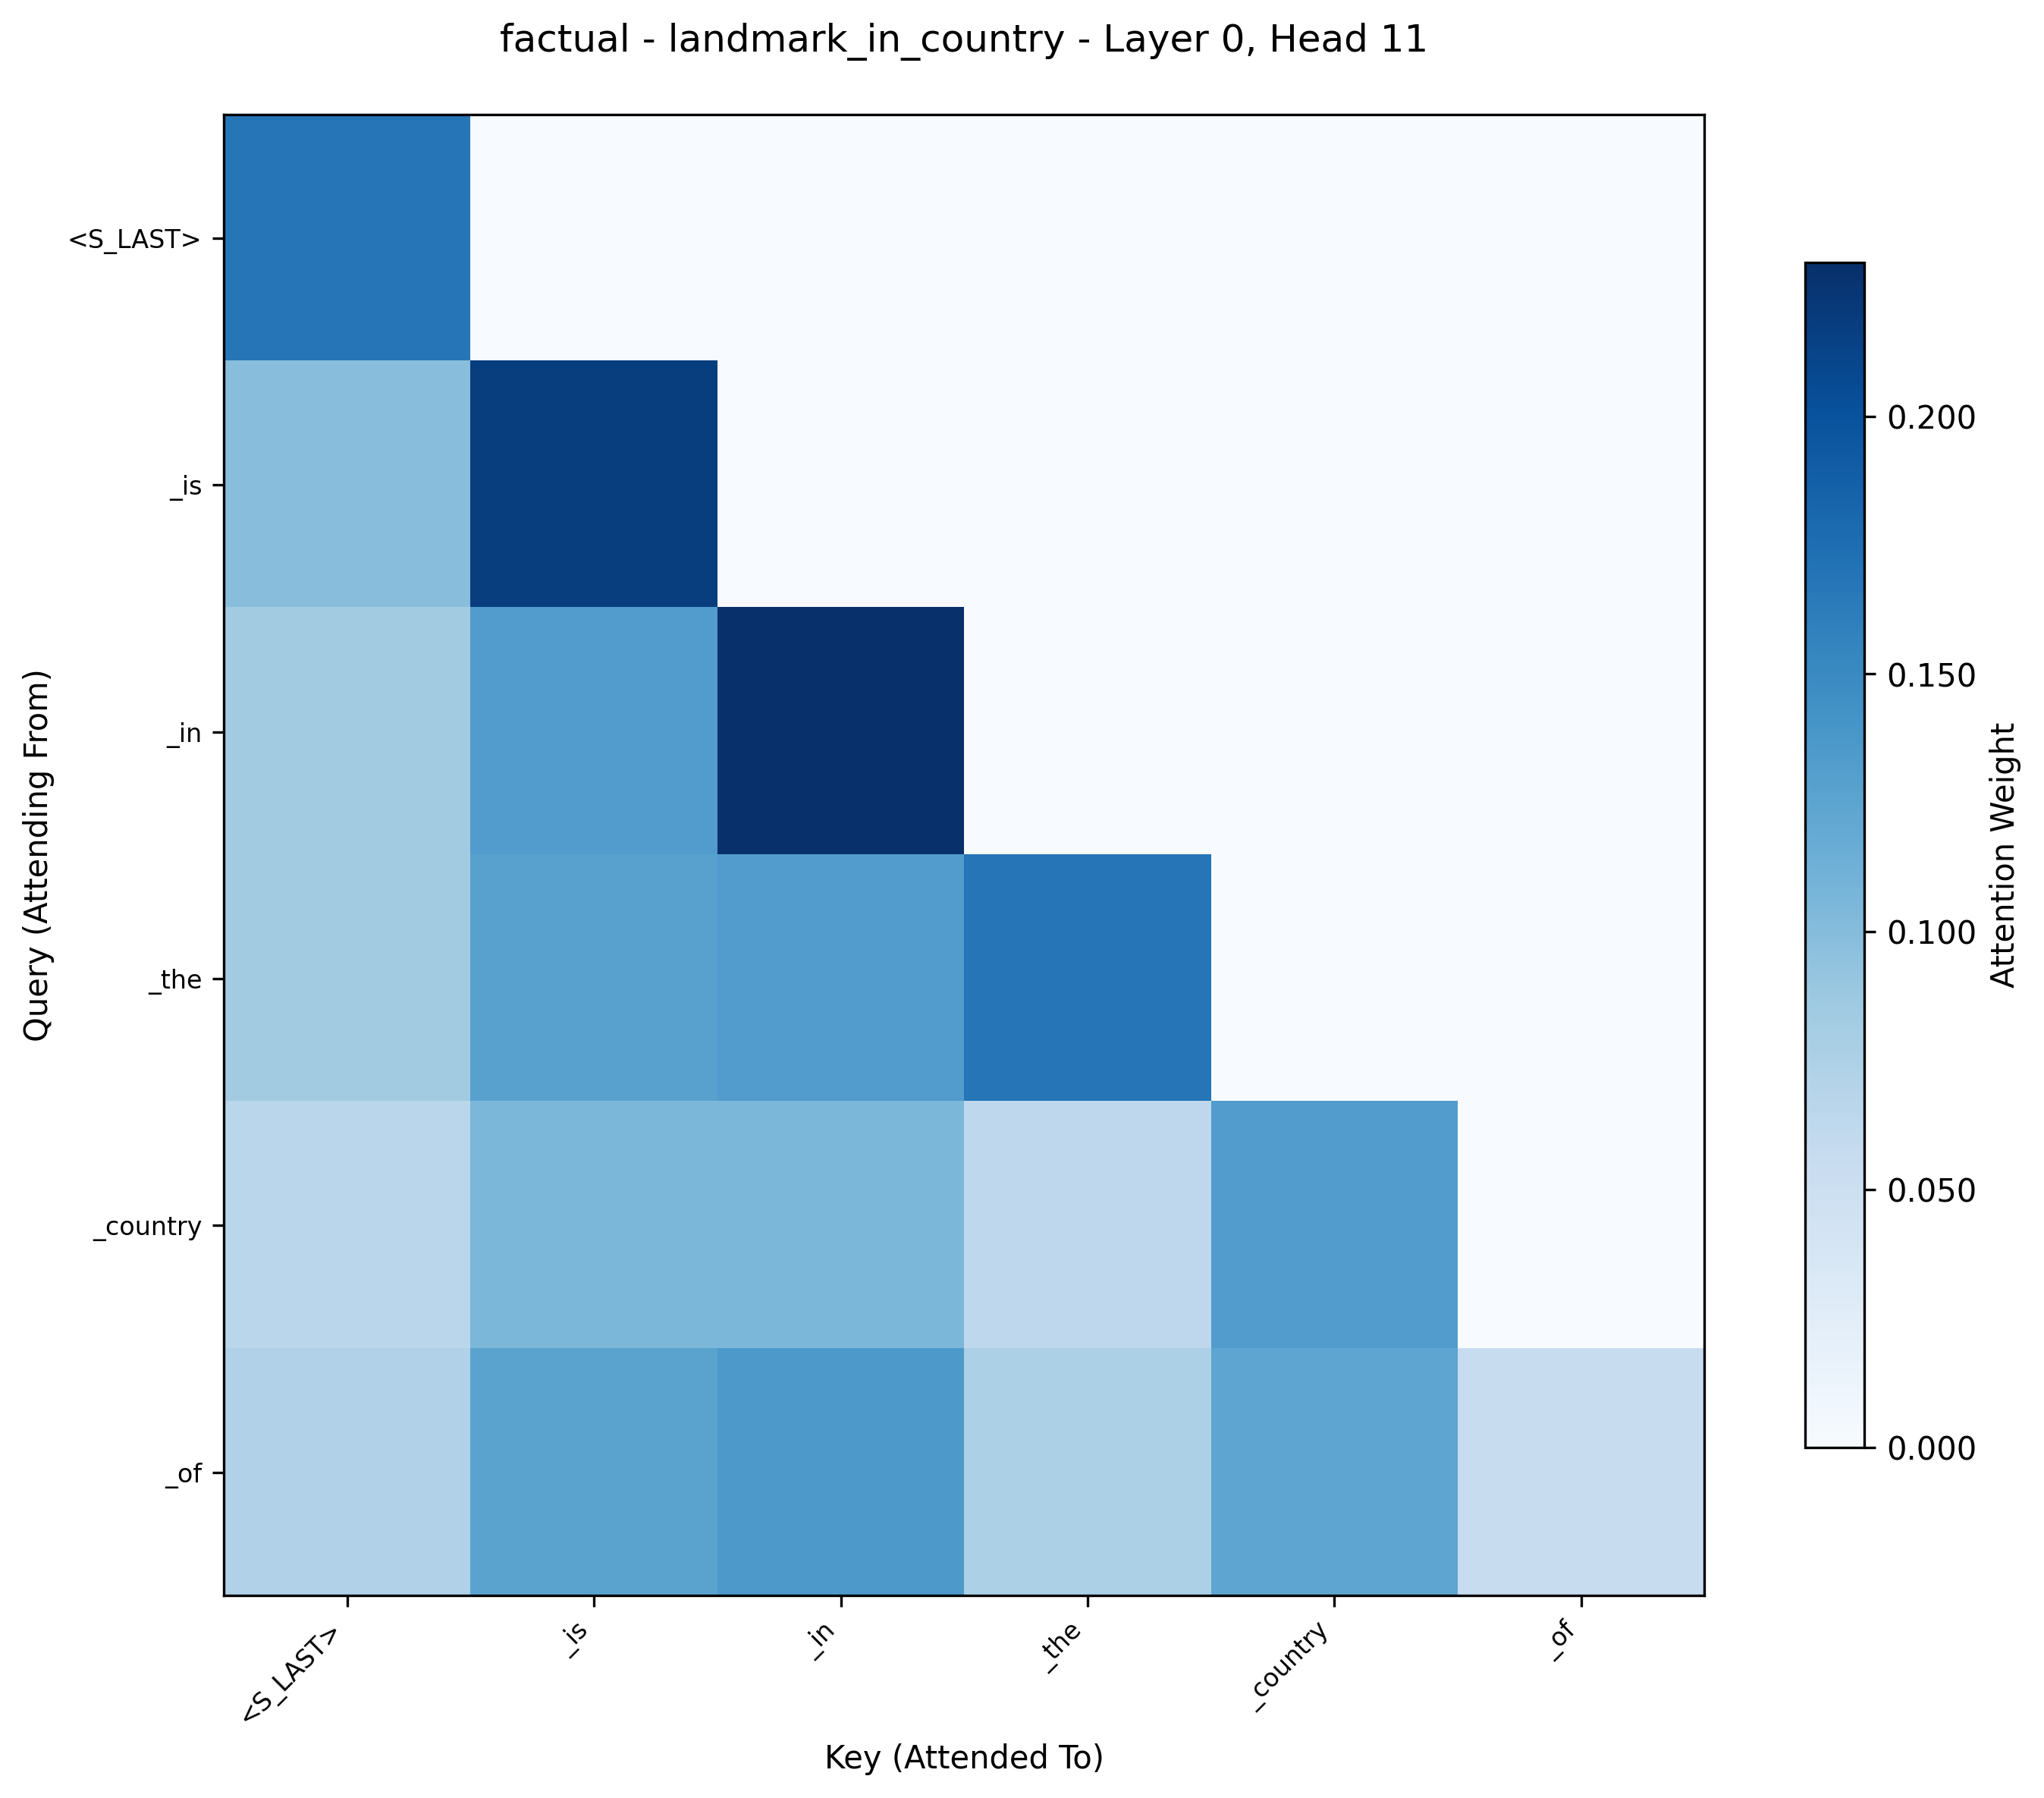 factual - landmark_in_country - Layer 0, Head 11
Query (Attending From)
<S_LAST>
_is
_in
_the
_country
_of
<S_LAST>
_is
_in
_the
_country
_of
Key (Attended To)
0.200
0.150
0.100
0.050
0.000
Attention Weight